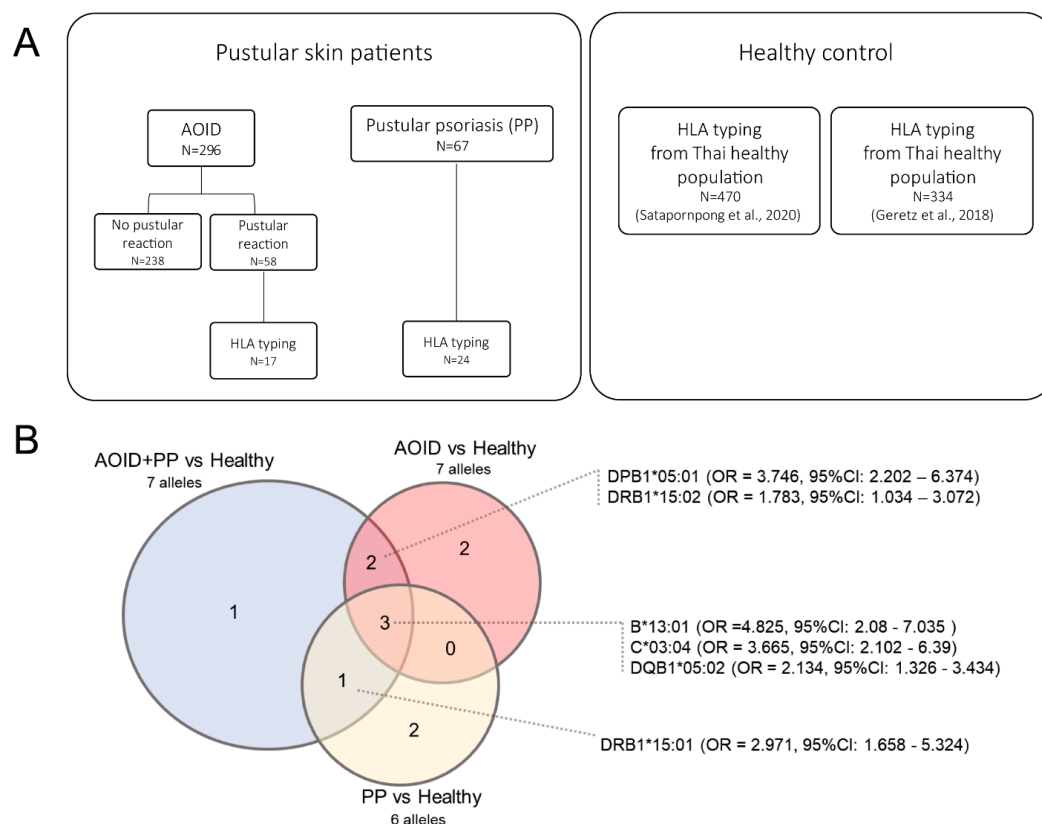 A
Pustular skin patients
AOID
N=296
No pustular
reaction
N=238
Pustular
reaction
N=58
HLA typing
N=17
Pustular psoriasis (PP)
N=67
HLA typing
N=24
Healthy control
HLA typing
from Thai healthy
population
N=470
(Satapornpong et al., 2020)
HLA typing
from Thai healthy
population
N=334
(Geretz et al., 2018)
B
AOID+PP vs Healthy
7 alleles
AOID vs Healthy
7 alleles
1
2
2
3
0
1
2
PP vs Healthy
6 alleles
DPB1*05:01 (OR = 3.746, 95%CI: 2.202 – 6.374)
DRB1*15:02 (OR = 1.783, 95%CI: 1.034 – 3.072)
B*13:01 (OR =4.825, 95%CI: 2.08 - 7.035 )
C*03:04 (OR = 3.665, 95%CI: 2.102 - 6.39)
DQB1*05:02 (OR = 2.134, 95%CI: 1.326 - 3.434)
DRB1*15:01 (OR = 2.971, 95%CI: 1.658 - 5.324)